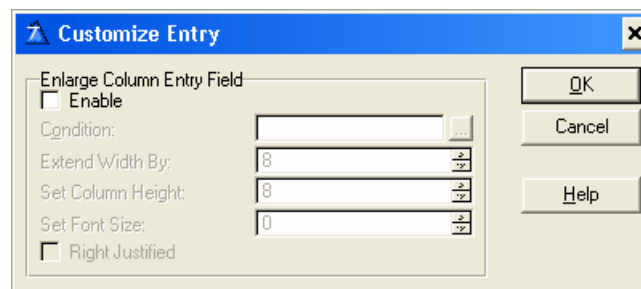 Customize Entry
Enlarge Column Entry Field
Enable
Condition:
...
Extend Width By:
8
Set Column Height:
8
Set Font Size:
0
Right Justified
OK
Cancel
Help